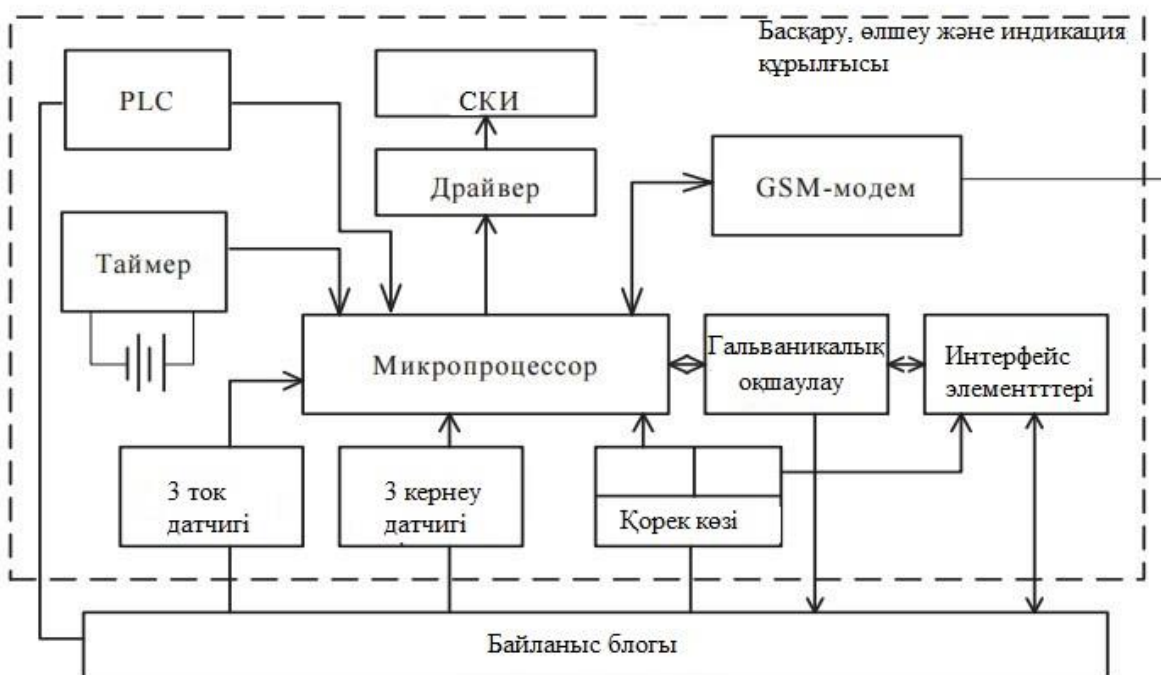 Басқару, өлшеу және индикация
құрылғысы
PLC
СКИ
Драйвер
GSM-модем
Таймер
Микропроцессор
Гальваникалық
оқшаулау
Интерфейс
элементттері
3 ток
датчигі
3 кернеу
датчигі
Қорек көзі
Байланыс блогы